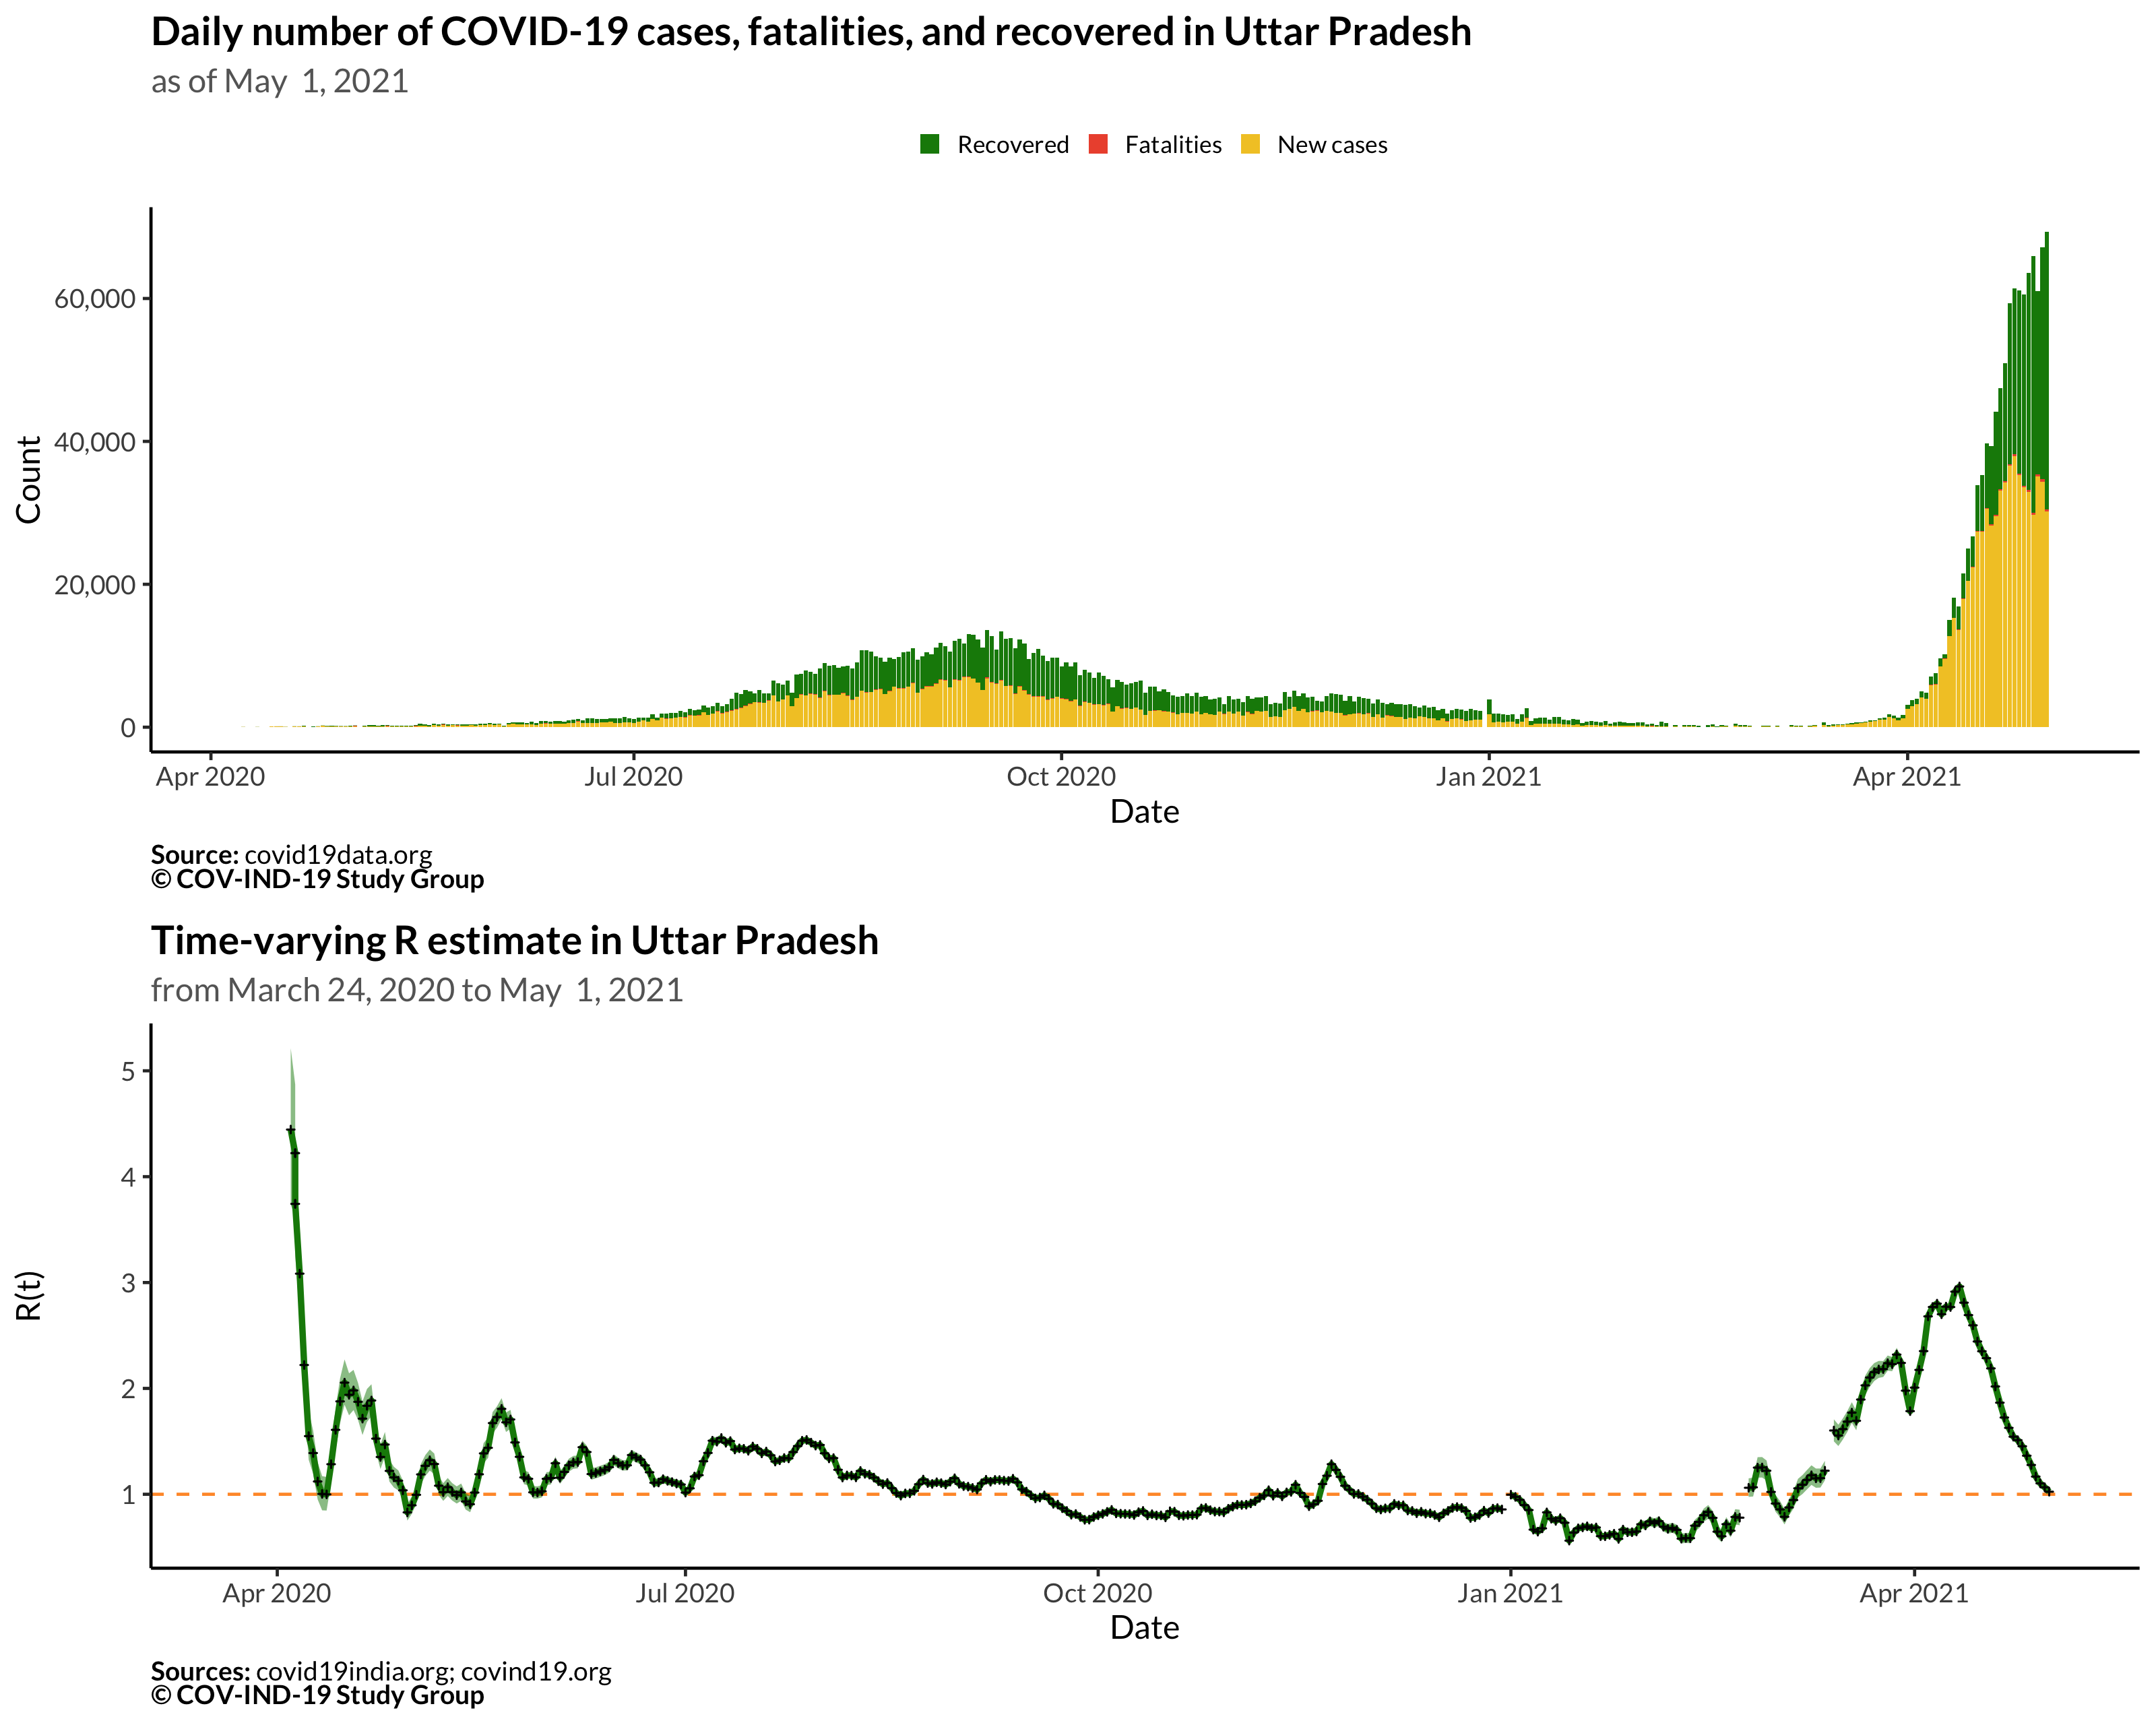 Daily number of COVID-19 cases, fatalities, and recovered in Uttar Pradesh
as of May  1, 2021
Recovered Fatalities New cases
Count
60,000
40,000
20,000
0
Apr 2020 Jul 2020 Oct 2020 Jan 2021 Apr 2021
Date
Source: covid19data.org
© COV-IND-19 Study Group
Time-varying R estimate in Uttar Pradesh
from March 24, 2020 to May  1, 2021
R(t)
5
4
3
2
1
Apr 2020 Jul 2020 Oct 2020 Jan 2021 Apr 2021
Date
Sources: covid19india.org; covind19.org
© COV-IND-19 Study Group